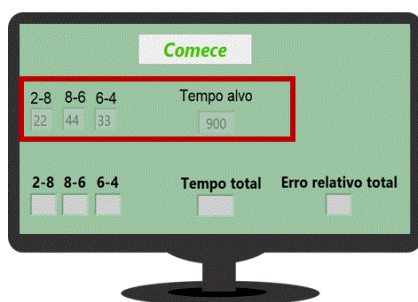 Comece
2-8 8-6 6-4 Tempo alvo
22 44 33 900
2-8 8-6 6-4 Tempo total Erro relativo total